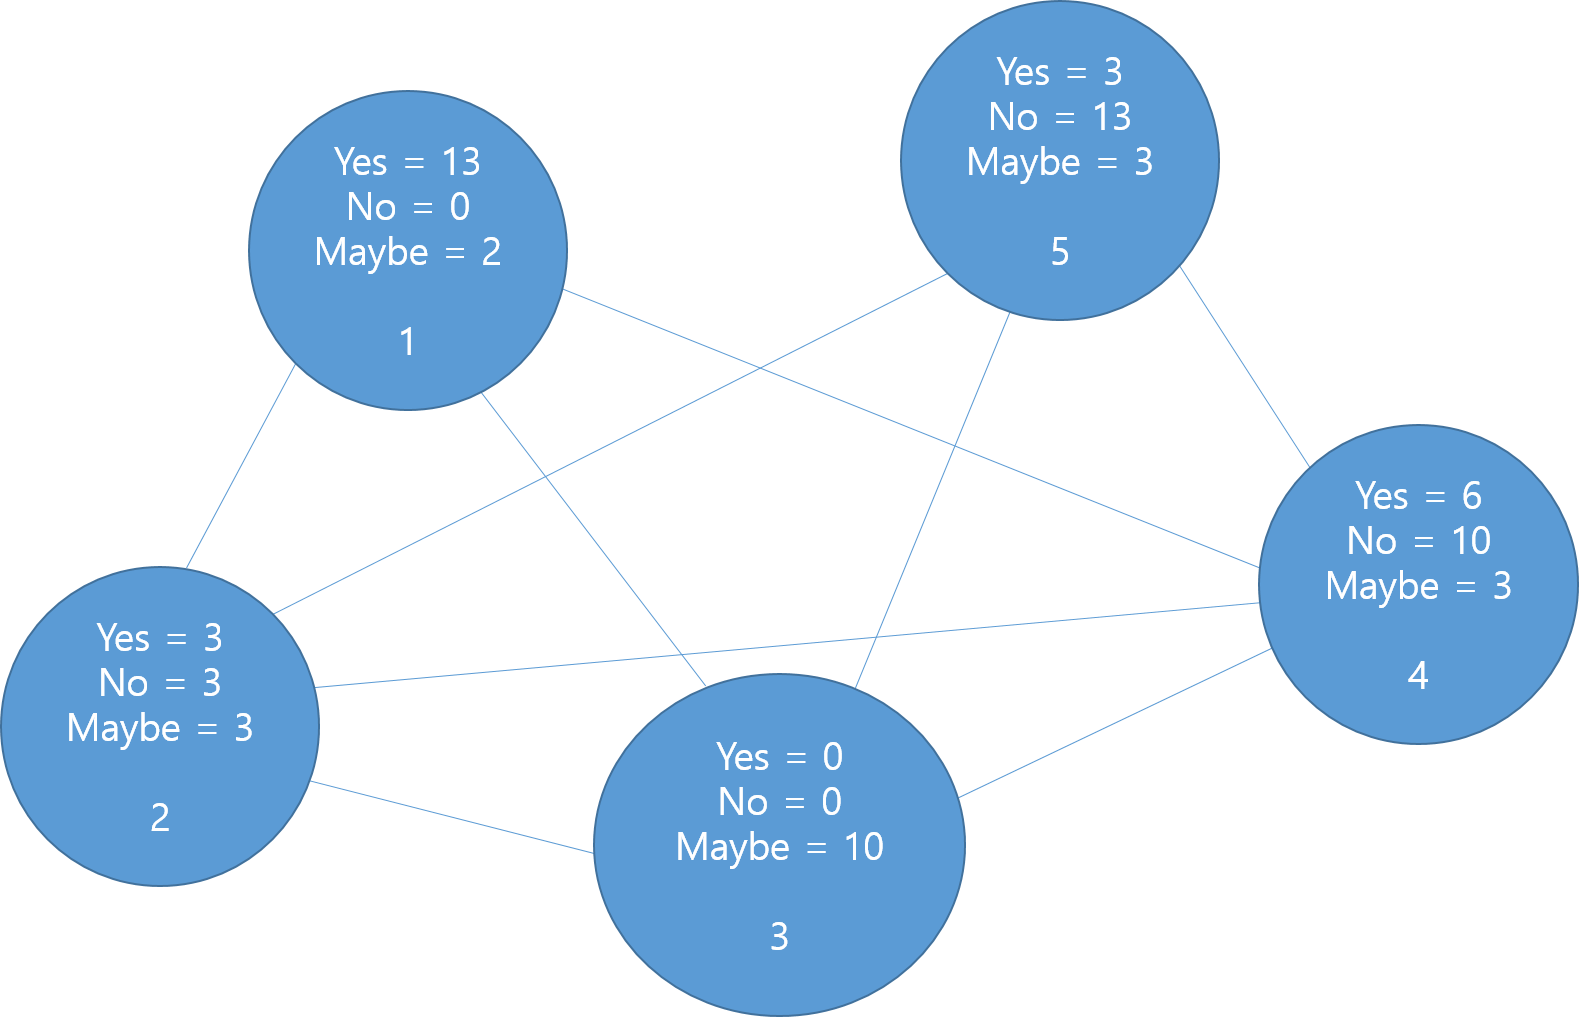 Yes = 13
No = 0
Maybe = 2
1
Yes = 3
No = 13
Maybe = 3
5
Yes = 3
No = 3
Maybe = 3
2
Yes = 0
No = 0
Maybe = 10
3
Yes = 6
No = 10
Maybe = 3
4